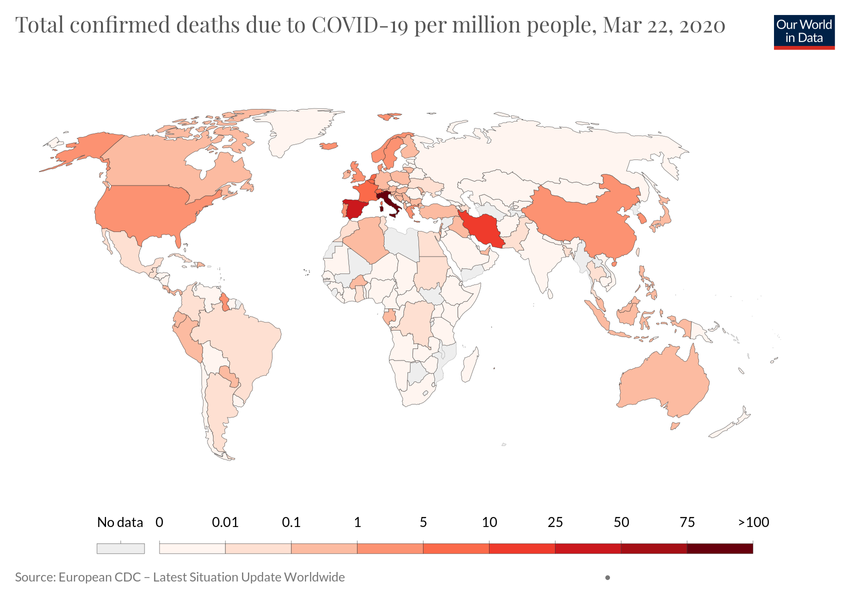 Total confirmed deaths due to COVID-19 per million people, Mar 22, 2020
Our World
in Data
No data 0 0.01 0.1 1 5 10 25 50 75 >100
Source: European CDC – Latest Situation Update Worldwide